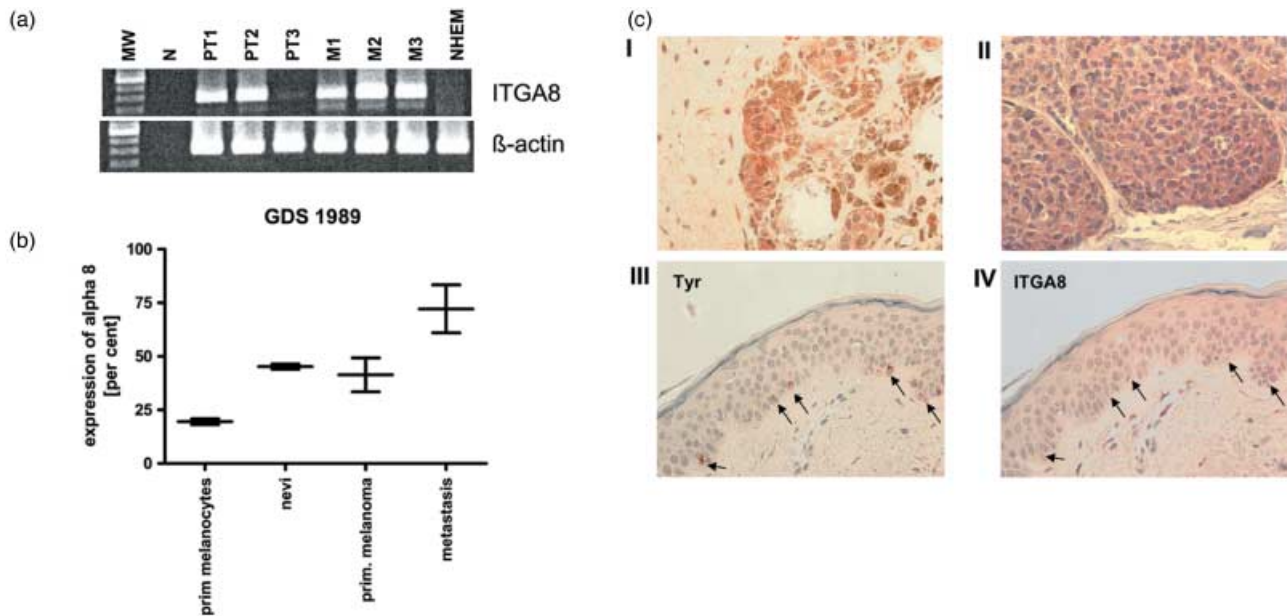 (a)
MW N PT1 PT2 PT3 M1 M2 M3 NHEM
ITGA8
ß-actin
GDS 1989
(b)
expression of alpha 8
[per cent]
100
75
50
25
0
prim melanocytes
nevi
prim. melanoma
metastasis
(c)
I
II
III Tyr
IV ITGA8